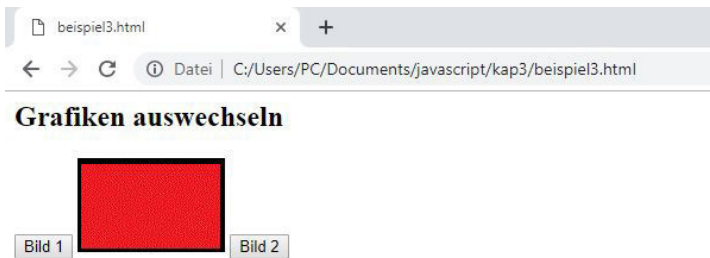 beispiel3.html
Datei | C:/Users/PC/Documents/javascript/kap3/beispiel3.html
Grafiken auswechseln
Bild 1 Bild 2